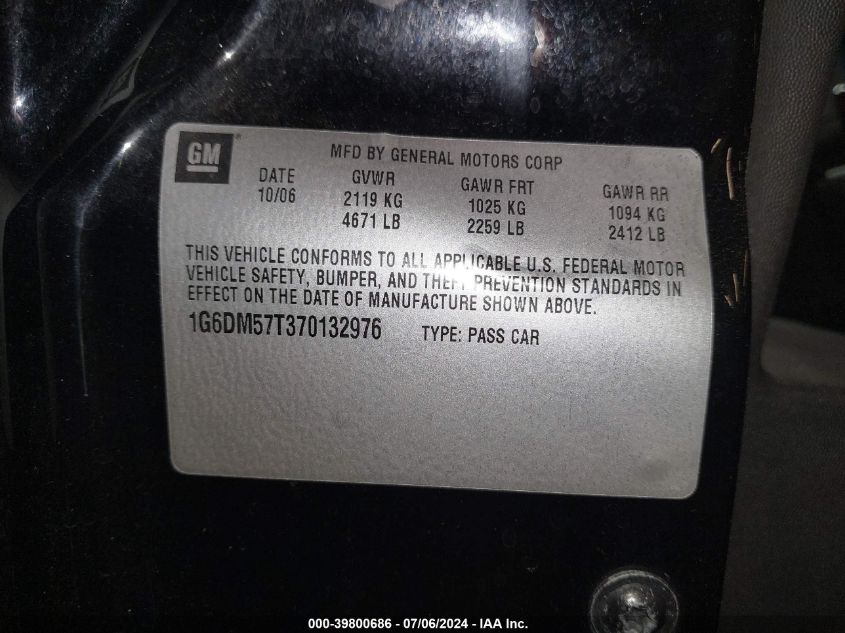 GM®
MFD BY GENERAL MOTORS CORP
DATE GVWR GAWR FRT GAWR RR
10/06 2119 KG 1025 KG 1094 KG
4671 LB 2259 LB 2412 LB
THIS VEHICLE CONFORMS TO ALL APPLICABLE U.S. FEDERAL MOTOR
VEHICLE SAFETY, BUMPER, AND THEFT PREVENTION STANDARDS IN
EFFECT ON THE DATE OF MANUFACTURE SHOWN ABOVE.
1G6DM57T370132976 TYPE: PASS CAR
000-39800686 - 07/06/2024 - IAA Inc.